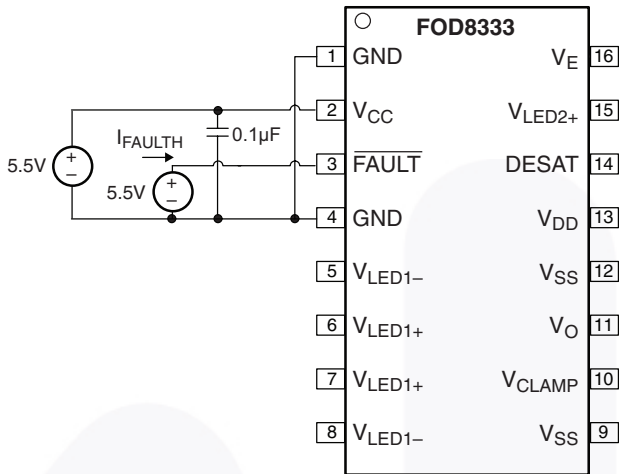 FOD8333
1 GND VE 16
2 VCC VLED2+ 15
0.1µF
IFAULTH
3 FAULT DESAT 14
5.5V
5.5V
4 GND VDD 13
5 VLED1– VSS 12
6 VLED1+ VO 11
7 VLED1+ VCLAMP 10
8 VLED1– VSS 9